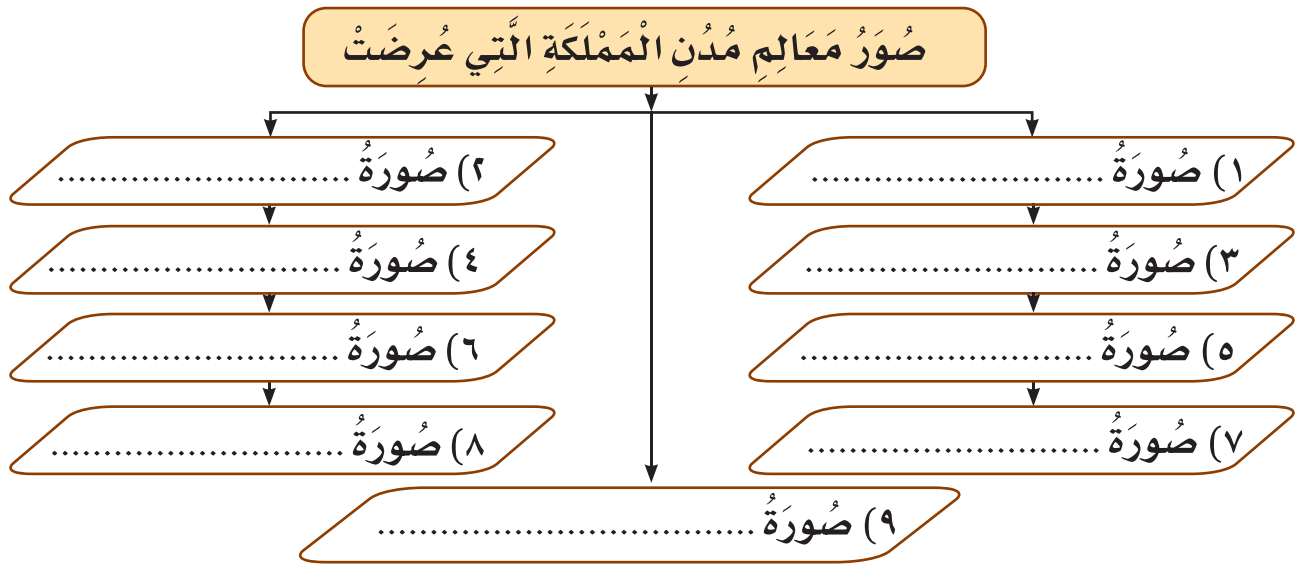 صُوَرُ مَعَالِمِ مُدُنِ الْمَمْلَكَةِ الَّتِي عُرِضَتْ
١) صُورَةُ ............................
٢) صُورَةُ ............................
٣) صُورَةُ ............................
٤) صُورَةُ ............................
٥) صُورَةُ ............................
٦) صُورَةُ ............................
٧) صُورَةُ ............................
٨) صُورَةُ ............................
٩) صُورَةُ ....................................